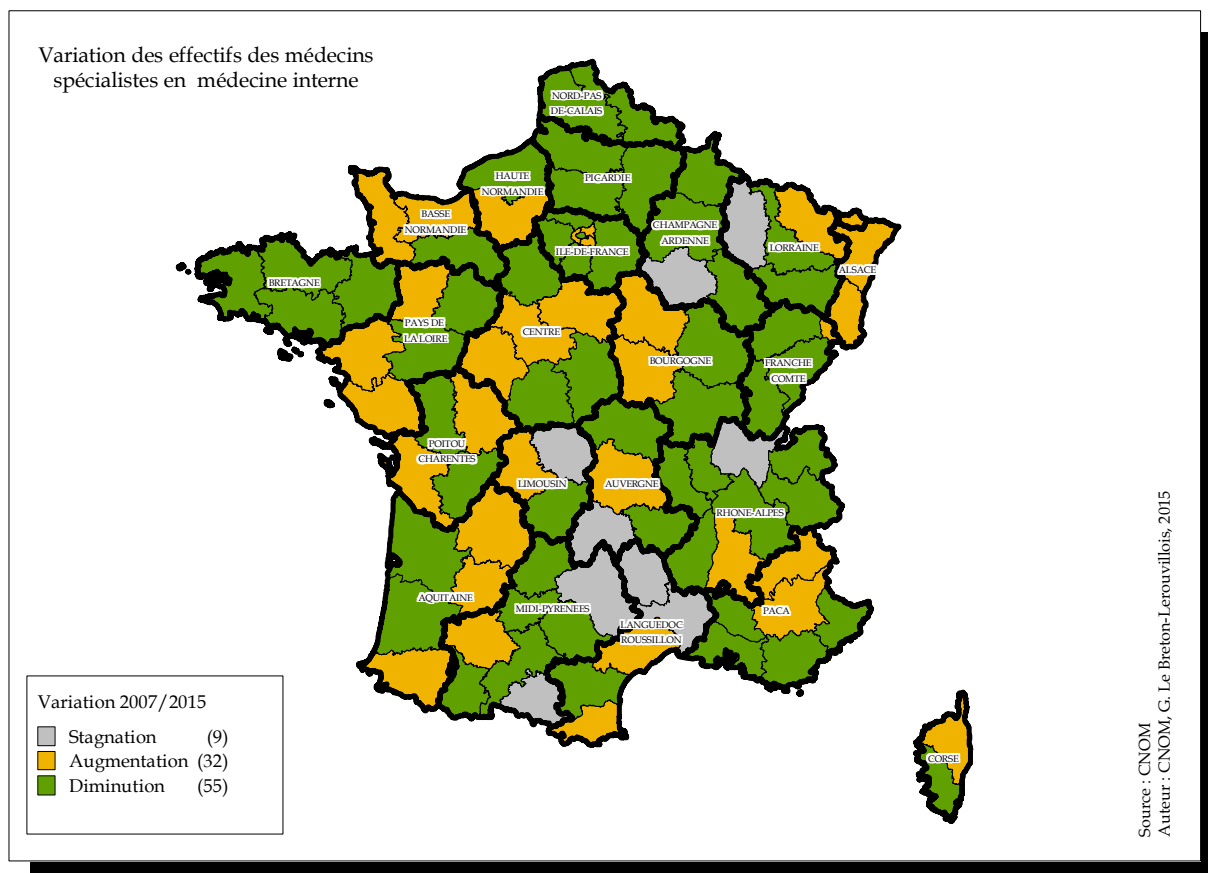 Variation des effectifs des médecins
spécialistes en médecine interne
NORD-PAS
DE-CALAIS
HAUTE
NORMANDIE
PICARDIE
BASSE
NORMANDIE
CHAMPAGNE
ARDENNE
ILE-DE-FRANCE
LORRAINE
ALSACE
BRETAGNE
PAYS DE
LA LOIRE
CENTRE
BOURGOGNE
FRANCHE
COMTE
POITOU
CHARENTES
LIMOUSIN
AUVERGNE
RHONE-ALPES
AQUITAINE
MIDI-PYRENEES
LANGUEDOC
ROUSSILLON
PACA
CORSE
Variation 2007/2015
Stagnation (9)
Augmentation (32)
Diminution (55)
Source : CNOM
Auteur : CNOM, G. Le Breton-Lerouvillois, 2015